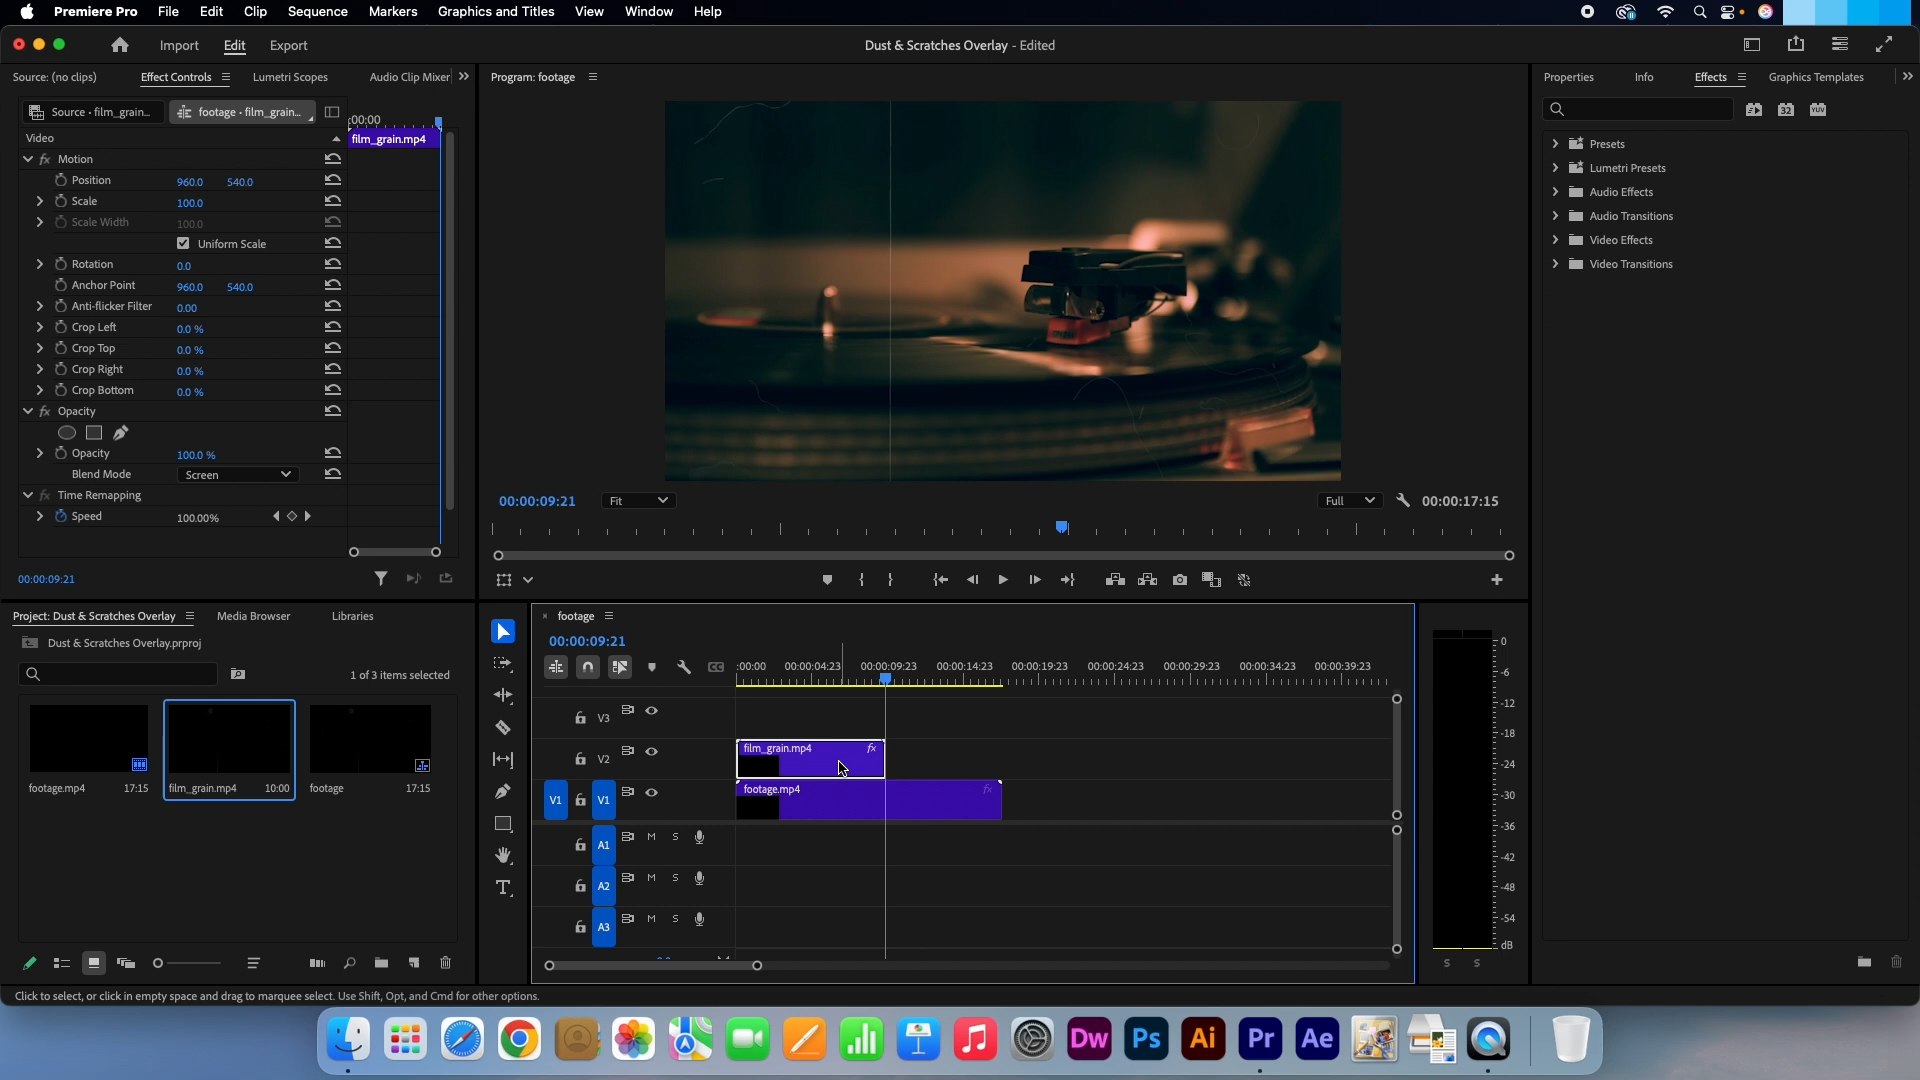 Premiere Pro File Edit Clip Sequence Markers Graphics and Titles View Window Help
Import Edit Export
Dust & Scratches Overlay - Edited
Source: (no clips) Effect Controls Lumetri Scopes Audio Clip Mixer
Source • film_grain... footage • film_grain...
:00:00
Video
film_grain.mp4
fx Motion
Position 960.0 540.0
Scale 100.0
Scale Width 100.0
Uniform Scale
Rotation 0.0
Anchor Point 960.0 540.0
Anti-flicker Filter 0.00
Crop Left 0.0 %
Crop Top 0.0 %
Crop Right 0.0 %
Crop Bottom 0.0 %
fx Opacity
Opacity 100.0 %
Blend Mode Screen
fx Time Remapping
Speed 100.00%
00:00:09:21
Program: footage
00:00:09:21 Fit Full 00:00:17:15
Properties Info Effects Graphics Templates
32 YUV
Presets
Lumetri Presets
Audio Effects
Audio Transitions
Video Effects
Video Transitions
Project: Dust & Scratches Overlay Media Browser Libraries
Dust & Scratches Overlay.prproj
1 of 3 items selected
footage.mp4 17:15
film_grain.mp4 10:00
footage 17:15
footage
00:00:09:21
CC
:00:00 00:00:04:23 00:00:09:23 00:00:14:23 00:00:19:23 00:00:24:23 00:00:29:23 00:00:34:23 00:00:39:23
V3
V2
film_grain.mp4 fx
V1 V1
footage.mp4 fx
A1 M S
A2 M S
A3 M S
0
-6
-12
-18
-24
-30
-36
-42
-48
-54
dB
S S
Click to select, or click in empty space and drag to marquee select. Use Shift, Opt, and Cmd for other options.
Dw Ps Ai Pr Ae